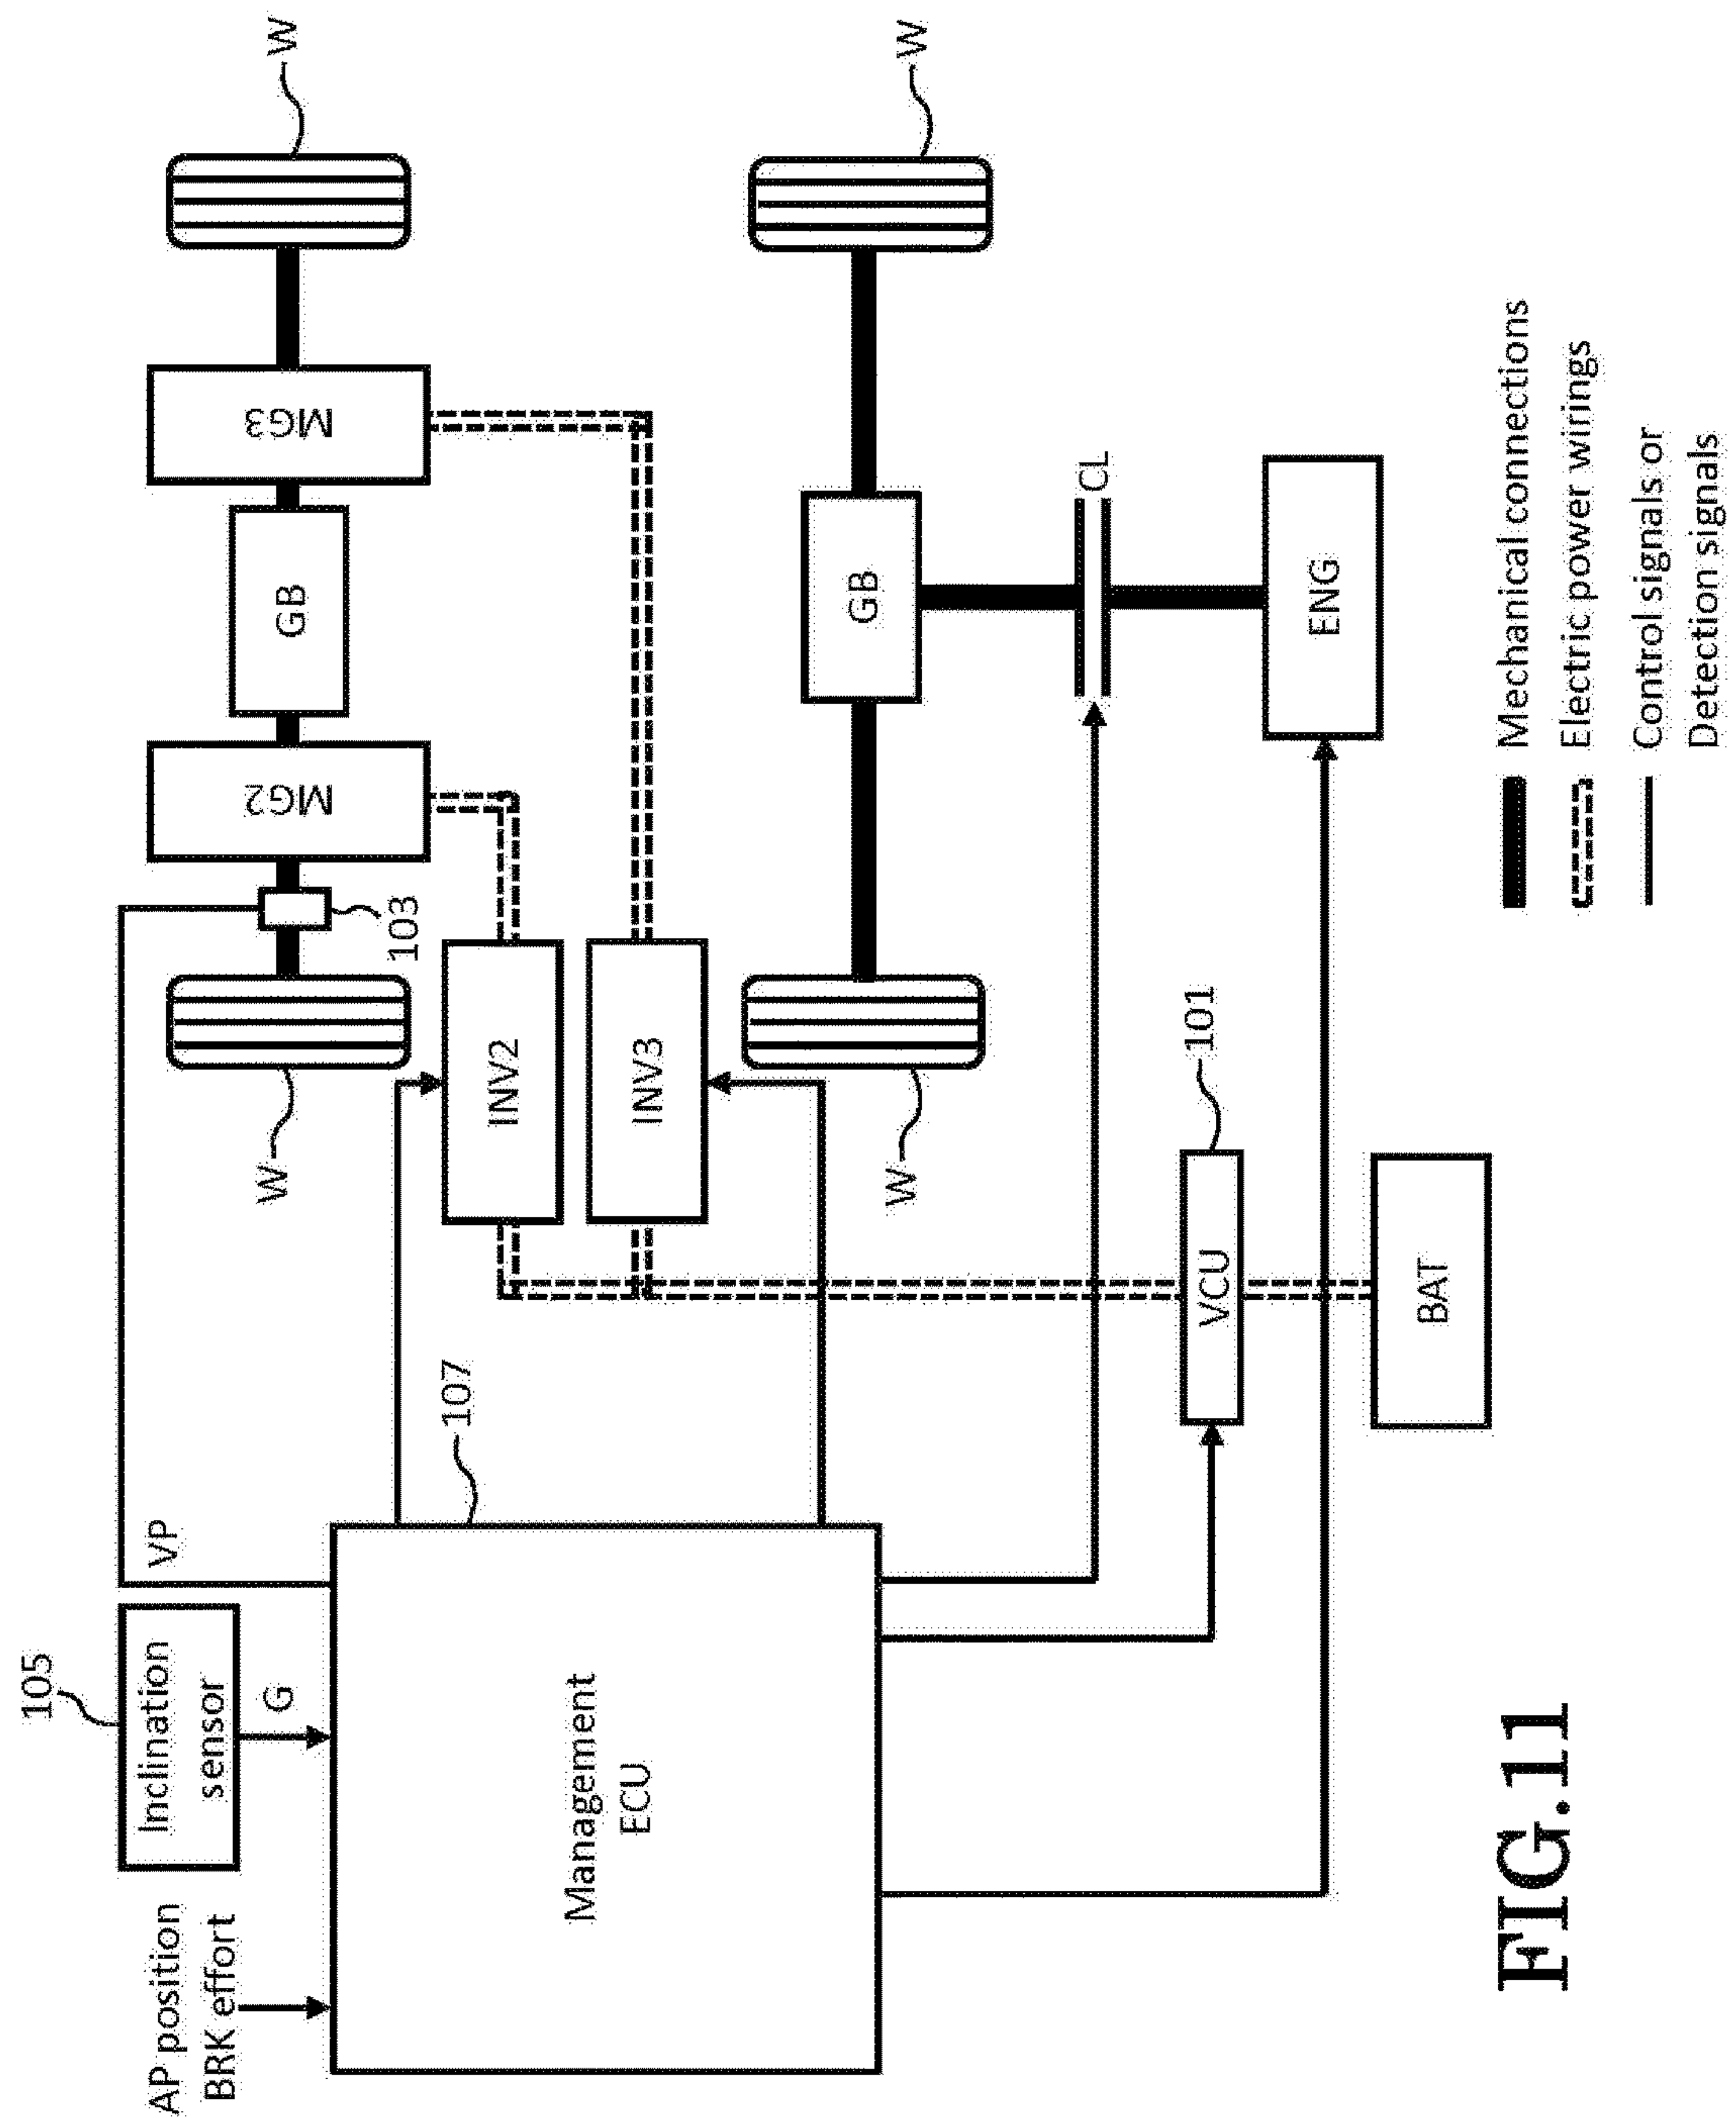 FIG.11
AP position
BRK effort
105
Inclination
sensor
G
VP
Management
ECU
107
W
103
MG2
GB
MG3
W
INV2
INV3
W
GB
W
CL
ENG
101
VCU
BAT
Mechanical connections
Electric power wirings
Control signals or
Detection signals